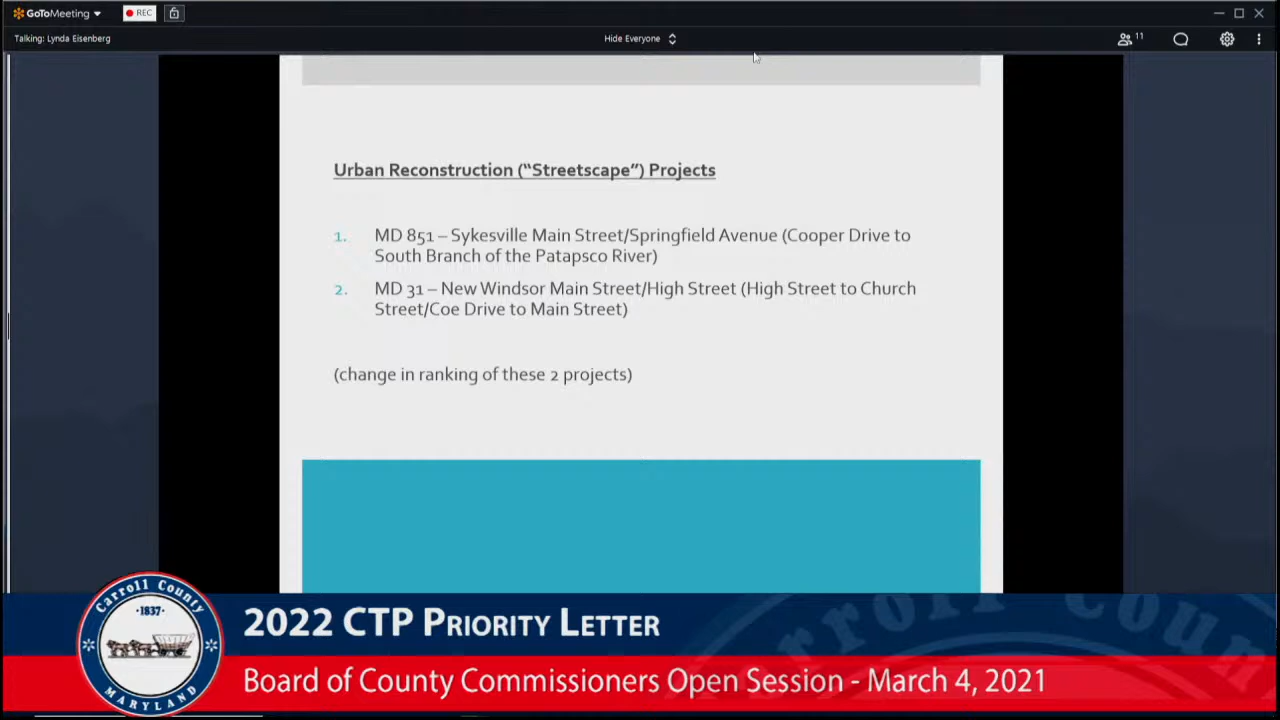 GoToMeeting
REC
Talking: Lynda Eisenberg
Hide Everyone
11
Urban Reconstruction (“Streetscape”) Projects
1. MD 851 – Sykesville Main Street/Springfield Avenue (Cooper Drive to
South Branch of the Patapsco River)
2. MD 31 – New Windsor Main Street/High Street (High Street to Church
Street/Coe Drive to Main Street)
(change in ranking of these 2 projects)
Carroll County
·1837·
MARYLAND
2022 CTP PRIORITY LETTER
Board of County Commissioners Open Session - March 4, 2021